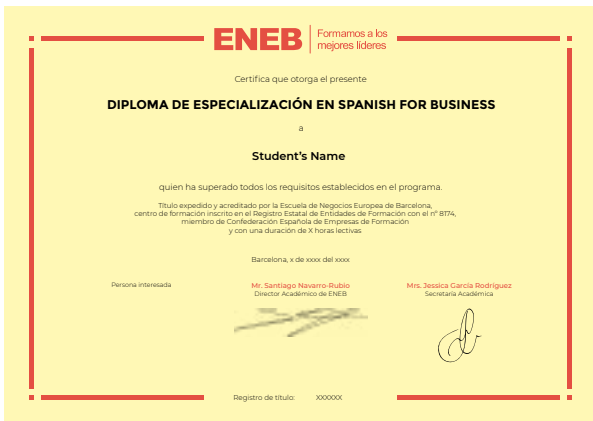 ENEB Formamos a los
mejores líderes
Certifica que otorga el presente
DIPLOMA DE ESPECIALIZACIÓN EN SPANISH FOR BUSINESS
a
Student's Name
quien ha superado todos los requisitos establecidos en el programa.
Título expedido y acreditado por la Escuela de Negocios Europea de Barcelona,
centro de formación inscrito en el Registro Estatal de Entidades de Formación con el nº 8174,
miembro de Confederación Española de Empresas de Formación
y con una duración de X horas lectivas
Barcelona, x de xxxx del xxxx
Persona interesada
Mr. Santiago Navarro-Rubio
Director Académico de ENEB
Mrs. Jessica García Rodríguez
Secretaría Académica
Registro de título: XXXXXX